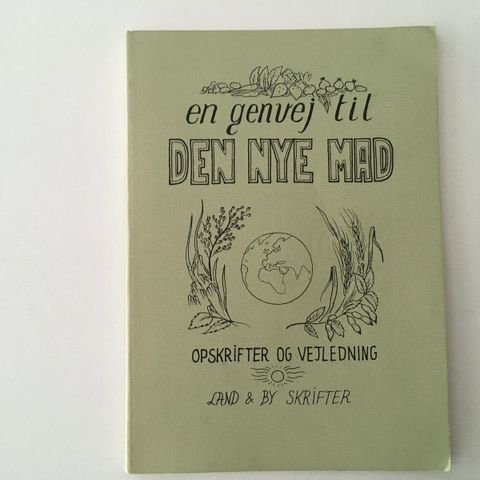 en genvej til
DEN NYE MAD
OPSKRIFTER OG VEJLEDNING
LAND & BY SKRIFTER